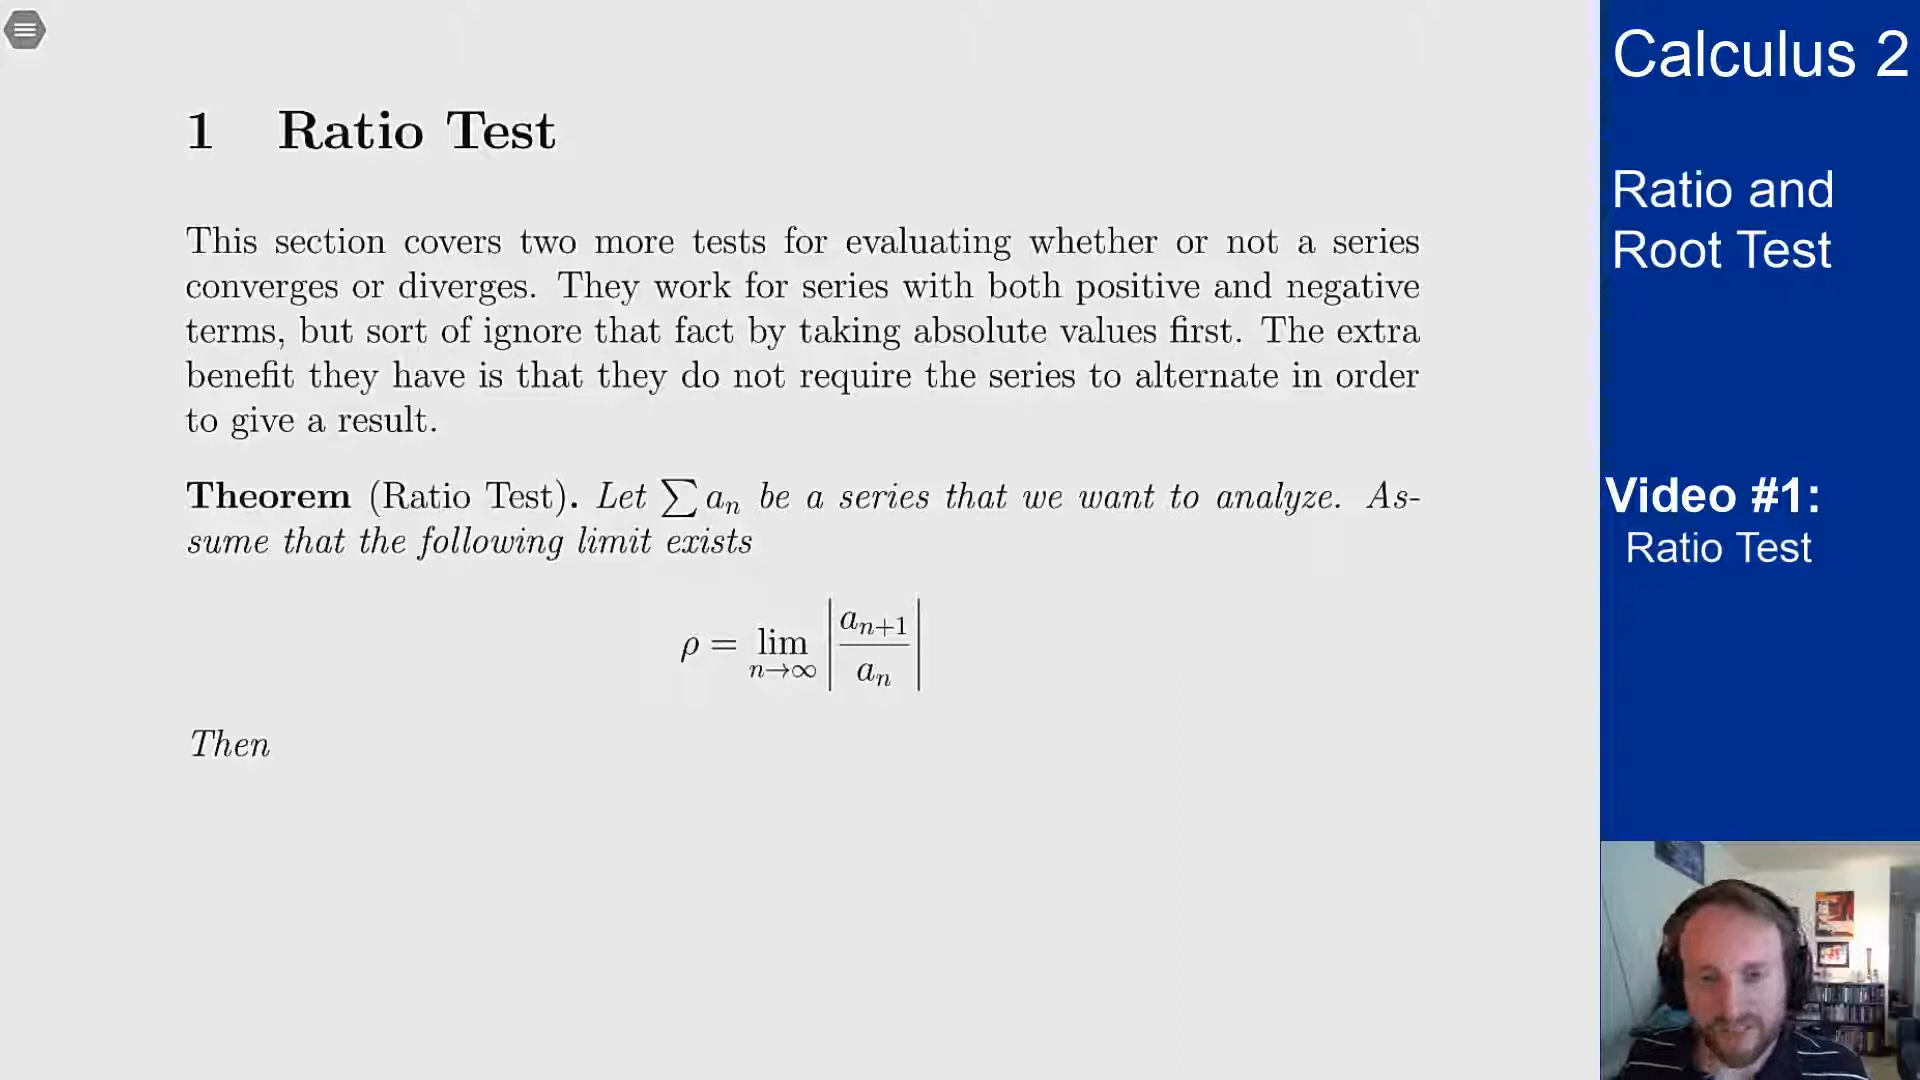 1 Ratio Test
This section covers two more tests for evaluating whether or not a series
converges or diverges. They work for series with both positive and negative
terms, but sort of ignore that fact by taking absolute values first. The extra
benefit they have is that they do not require the series to alternate in order
to give a result.
Theorem (Ratio Test). Let ∑ aₙ be a series that we want to analyze. As-
sume that the following limit exists
ρ = lim_{n→∞} |a_{n+1}/a_n|
Then
Calculus 2
Ratio and
Root Test
Video #1:
Ratio Test